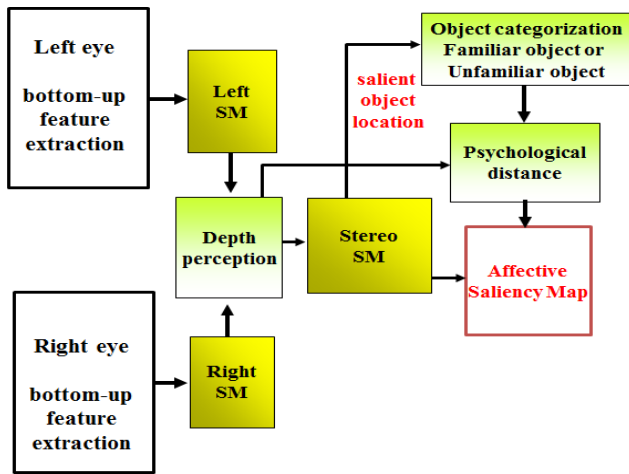 Left eye
bottom-up
feature
extraction
Left
SM
salient
object
location
Object categorization
Familiar object or
Unfamiliar object
Psychological
distance
Depth
perception
Stereo
SM
Affective
Saliency Map
Right eye
bottom-up
feature
extraction
Right
SM